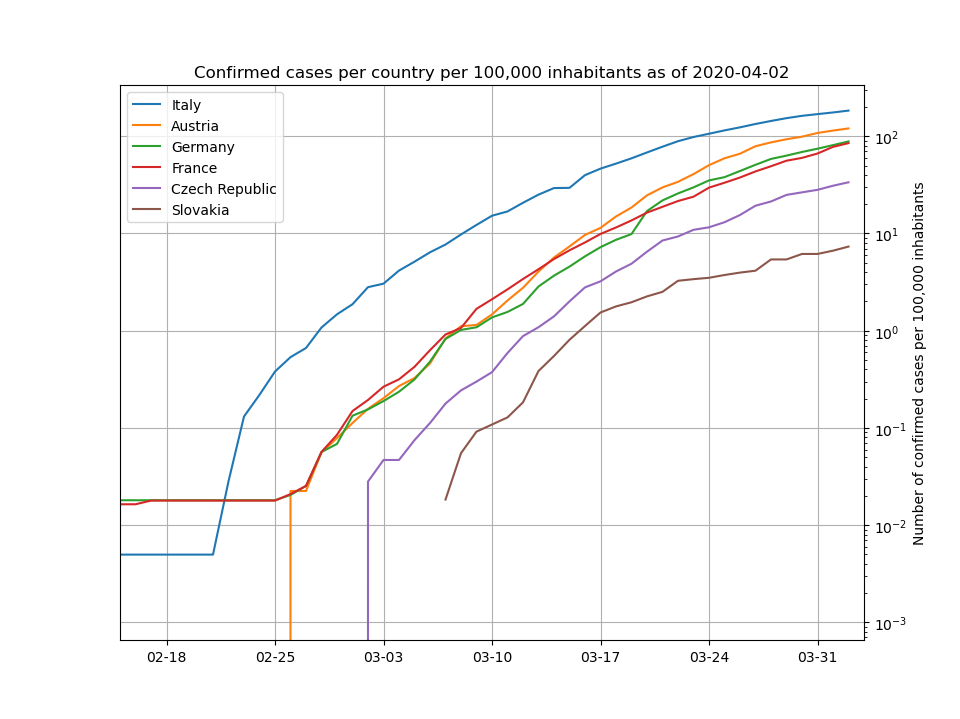 Confirmed cases per country per 100,000 inhabitants as of 2020-04-02
Italy
Austria
Germany
France
Czech Republic
Slovakia
10²
10¹
10⁰
10⁻¹
10⁻²
10⁻³
Number of confirmed cases per 100,000 inhabitants
02-18 02-25 03-03 03-10 03-17 03-24 03-31